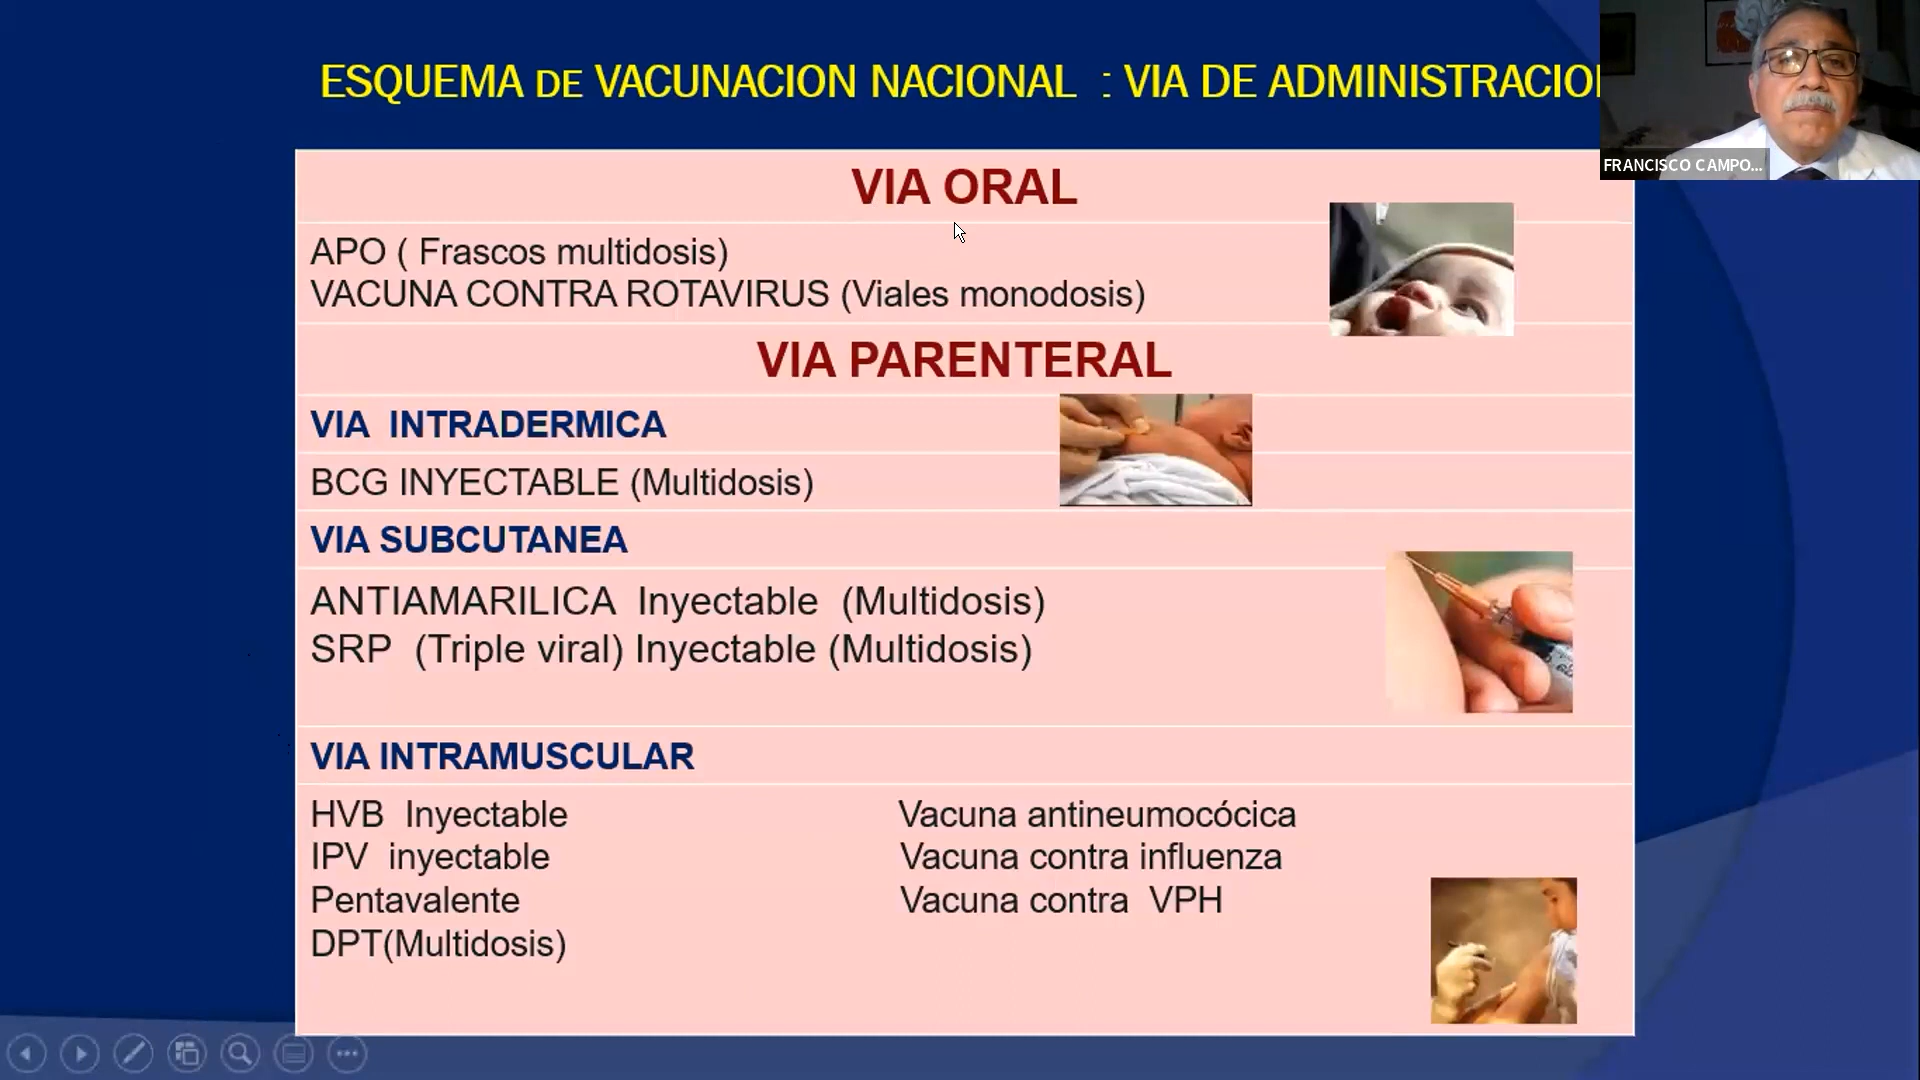 ESQUEMA DE VACUNACION NACIONAL : VIA DE ADMINISTRACIO
FRANCISCO CAMPO...
VIA ORAL
APO ( Frascos multidosis)
VACUNA CONTRA ROTAVIRUS (Viales monodosis)
VIA PARENTERAL
VIA INTRADERMICA
BCG INYECTABLE (Multidosis)
VIA SUBCUTANEA
ANTIAMARILICA Inyectable (Multidosis)
SRP (Triple viral) Inyectable (Multidosis)
VIA INTRAMUSCULAR
HVB Inyectable
IPV inyectable
Pentavalente
DPT(Multidosis)
Vacuna antineumocócica
Vacuna contra influenza
Vacuna contra VPH